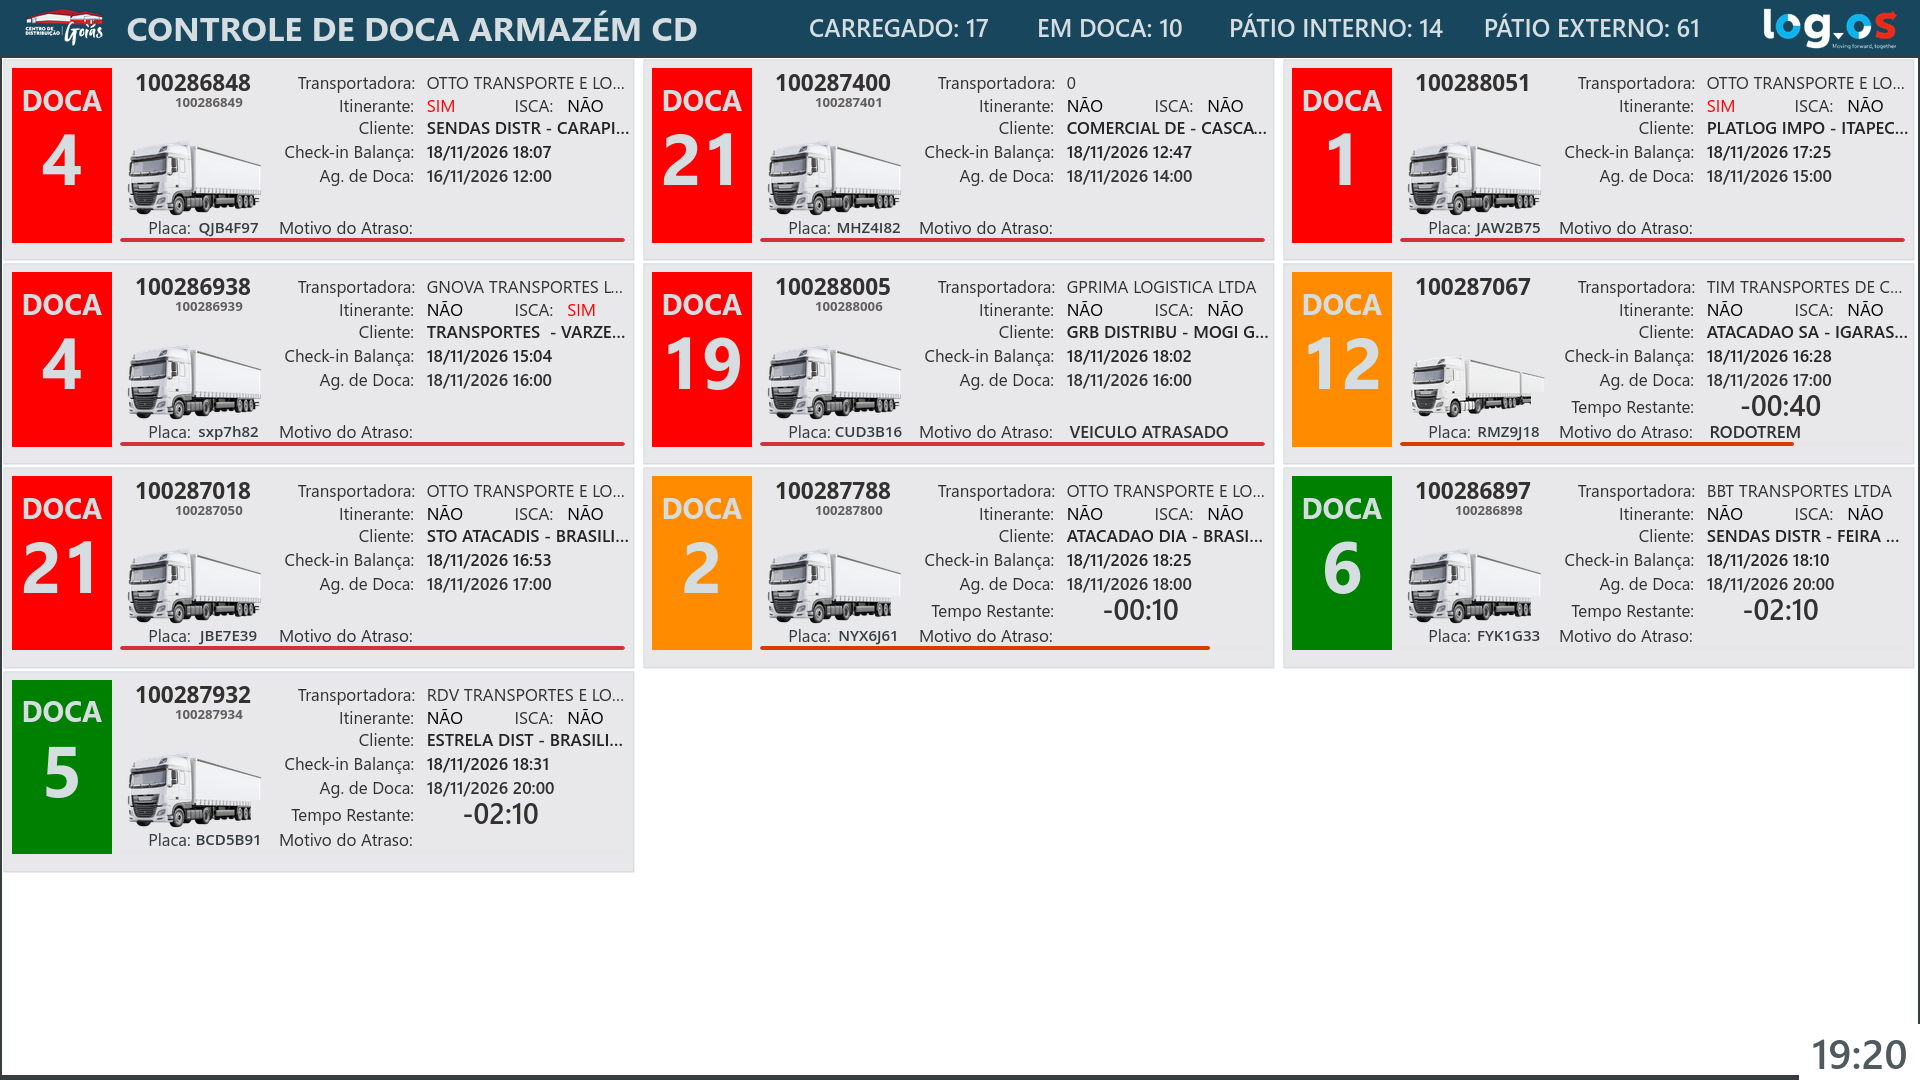 CENTRO DE DISTRIBUIÇÃO Goiás
CONTROLE DE DOCA ARMAZÉM CD
CARREGADO: 17
EM DOCA: 10
PÁTIO INTERNO: 14
PÁTIO EXTERNO: 61
log.os
Moving forward, together
DOCA
4
100286848
100286849
Transportadora: OTTO TRANSPORTE E LO...
Itinerante: SIM ISCA: NÃO
Cliente: SENDAS DISTR - CARAPI...
Check-in Balança: 18/11/2026 18:07
Ag. de Doca: 16/11/2026 12:00
Placa: QJB4F97 Motivo do Atraso:
DOCA
21
100287400
100287401
Transportadora: 0
Itinerante: NÃO ISCA: NÃO
Cliente: COMERCIAL DE - CASCA...
Check-in Balança: 18/11/2026 12:47
Ag. de Doca: 18/11/2026 14:00
Placa: MHZ4I82 Motivo do Atraso:
DOCA
1
100288051
Transportadora: OTTO TRANSPORTE E LO...
Itinerante: SIM ISCA: NÃO
Cliente: PLATLOG IMPO - ITAPEC...
Check-in Balança: 18/11/2026 17:25
Ag. de Doca: 18/11/2026 15:00
Placa: JAW2B75 Motivo do Atraso:
DOCA
4
100286938
100286939
Transportadora: GNOVA TRANSPORTES L...
Itinerante: NÃO ISCA: SIM
Cliente: TRANSPORTES  - VARZE...
Check-in Balança: 18/11/2026 15:04
Ag. de Doca: 18/11/2026 16:00
Placa: sxp7h82 Motivo do Atraso:
DOCA
19
100288005
100288006
Transportadora: GPRIMA LOGISTICA LTDA
Itinerante: NÃO ISCA: NÃO
Cliente: GRB DISTRIBU - MOGI G...
Check-in Balança: 18/11/2026 18:02
Ag. de Doca: 18/11/2026 16:00
Placa: CUD3B16 Motivo do Atraso: VEICULO ATRASADO
DOCA
12
100287067
Transportadora: TIM TRANSPORTES DE C...
Itinerante: NÃO ISCA: NÃO
Cliente: ATACADAO SA - IGARAS...
Check-in Balança: 18/11/2026 16:28
Ag. de Doca: 18/11/2026 17:00
Tempo Restante: -00:40
Placa: RMZ9J18 Motivo do Atraso: RODOTREM
DOCA
21
100287018
100287050
Transportadora: OTTO TRANSPORTE E LO...
Itinerante: NÃO ISCA: NÃO
Cliente: STO ATACADIS - BRASILI...
Check-in Balança: 18/11/2026 16:53
Ag. de Doca: 18/11/2026 17:00
Placa: JBE7E39 Motivo do Atraso:
DOCA
2
100287788
100287800
Transportadora: OTTO TRANSPORTE E LO...
Itinerante: NÃO ISCA: NÃO
Cliente: ATACADAO DIA - BRASI...
Check-in Balança: 18/11/2026 18:25
Ag. de Doca: 18/11/2026 18:00
Tempo Restante: -00:10
Placa: NYX6J61 Motivo do Atraso:
DOCA
6
100286897
100286898
Transportadora: BBT TRANSPORTES LTDA
Itinerante: NÃO ISCA: NÃO
Cliente: SENDAS DISTR - FEIRA ...
Check-in Balança: 18/11/2026 18:10
Ag. de Doca: 18/11/2026 20:00
Tempo Restante: -02:10
Placa: FYK1G33 Motivo do Atraso:
DOCA
5
100287932
100287934
Transportadora: RDV TRANSPORTES E LO...
Itinerante: NÃO ISCA: NÃO
Cliente: ESTRELA DIST - BRASILI...
Check-in Balança: 18/11/2026 18:31
Ag. de Doca: 18/11/2026 20:00
Tempo Restante: -02:10
Placa: BCD5B91 Motivo do Atraso:
19:20